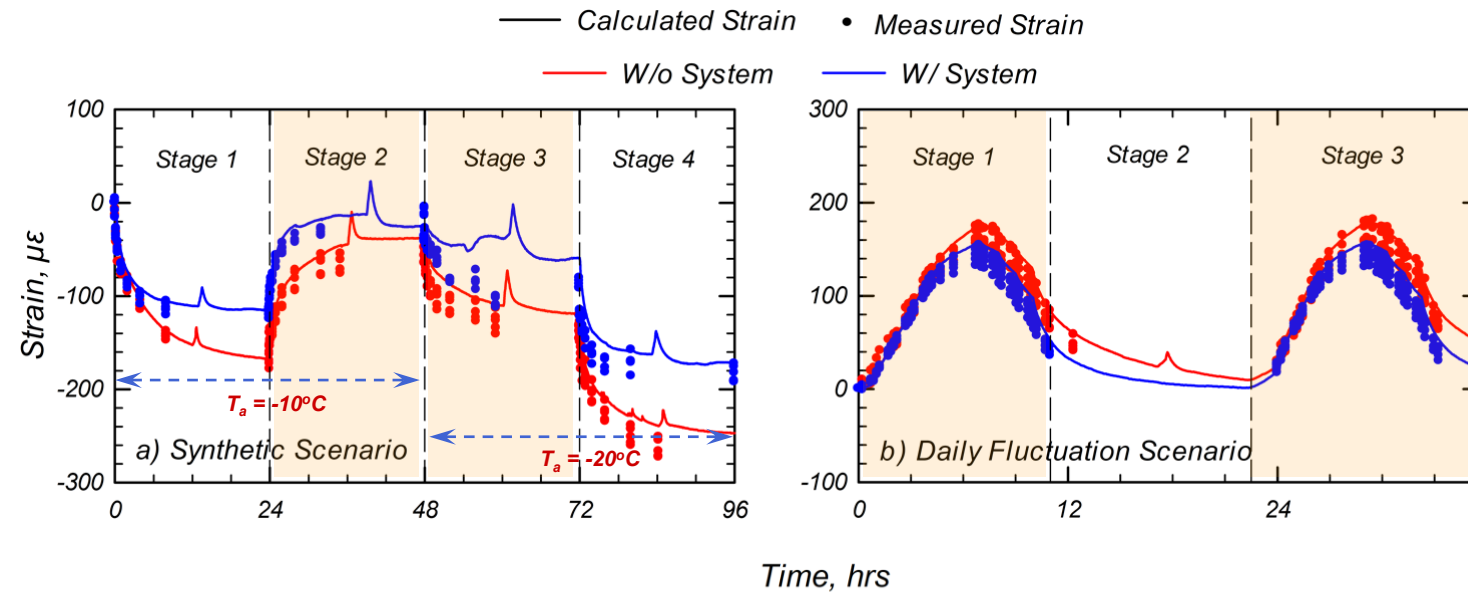 Calculated Strain
Measured Strain
W/o System
W/ System
Strain, με
100
0
-100
-200
-300
Stage 1
Stage 2
Stage 3
Stage 4
Ta = -10oC
a) Synthetic Scenario
Ta = -20oC
0
24
48
72
96
300
200
100
0
-100
Stage 1
Stage 2
Stage 3
b) Daily Fluctuation Scenario
0
12
24
Time, hrs